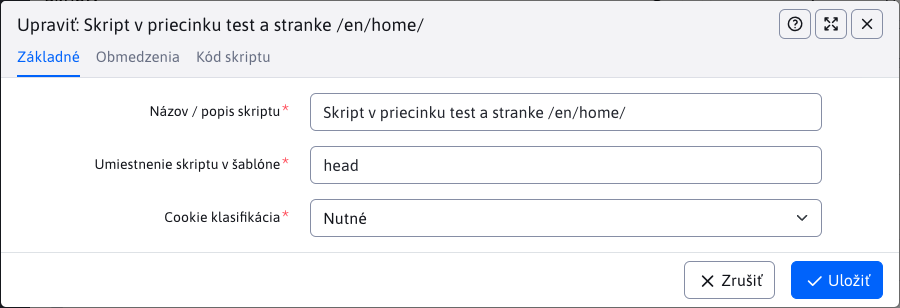 Upraviť: Skript v priecinku test a stranke /en/home/
Základné Obmedzenia Kód skriptu
Názov / popis skriptu* Skript v priecinku test a stranke /en/home/
Umiestnenie skriptu v šablóne* head
Cookie klasifikácia* Nutné
Zrušiť Uložiť